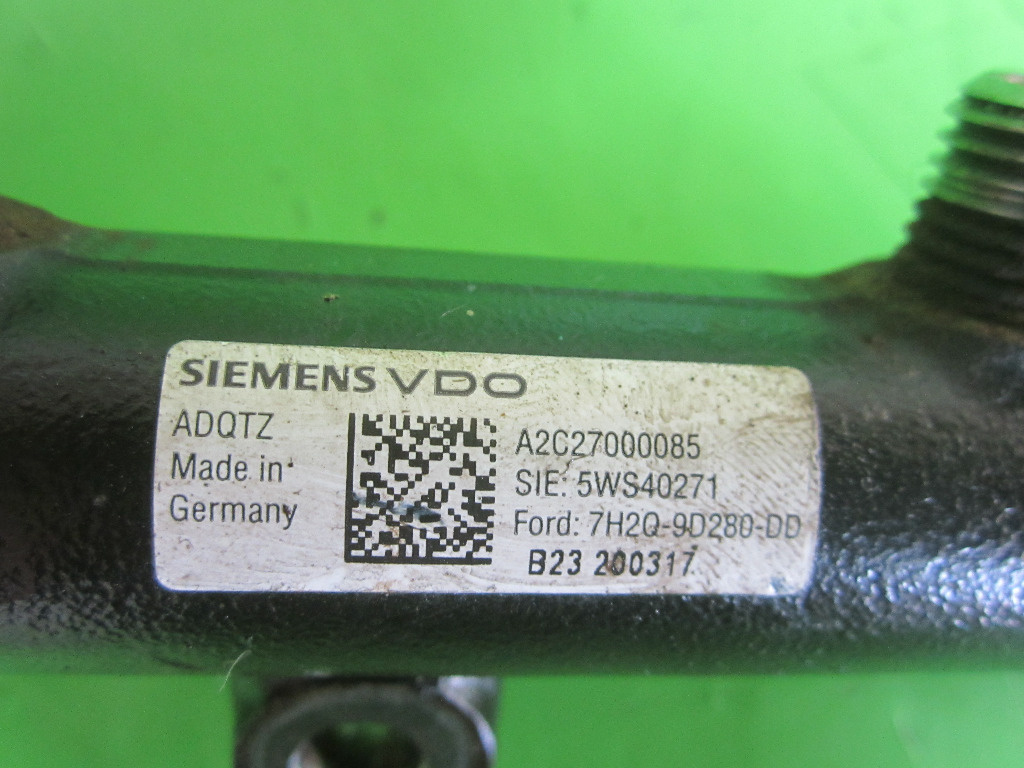 SIEMENS VDO
ADQTZ
Made in
Germany
A2C27000085
SIE: 5WS40271
Ford: 7H2Q-9D280-DD
B23 200317